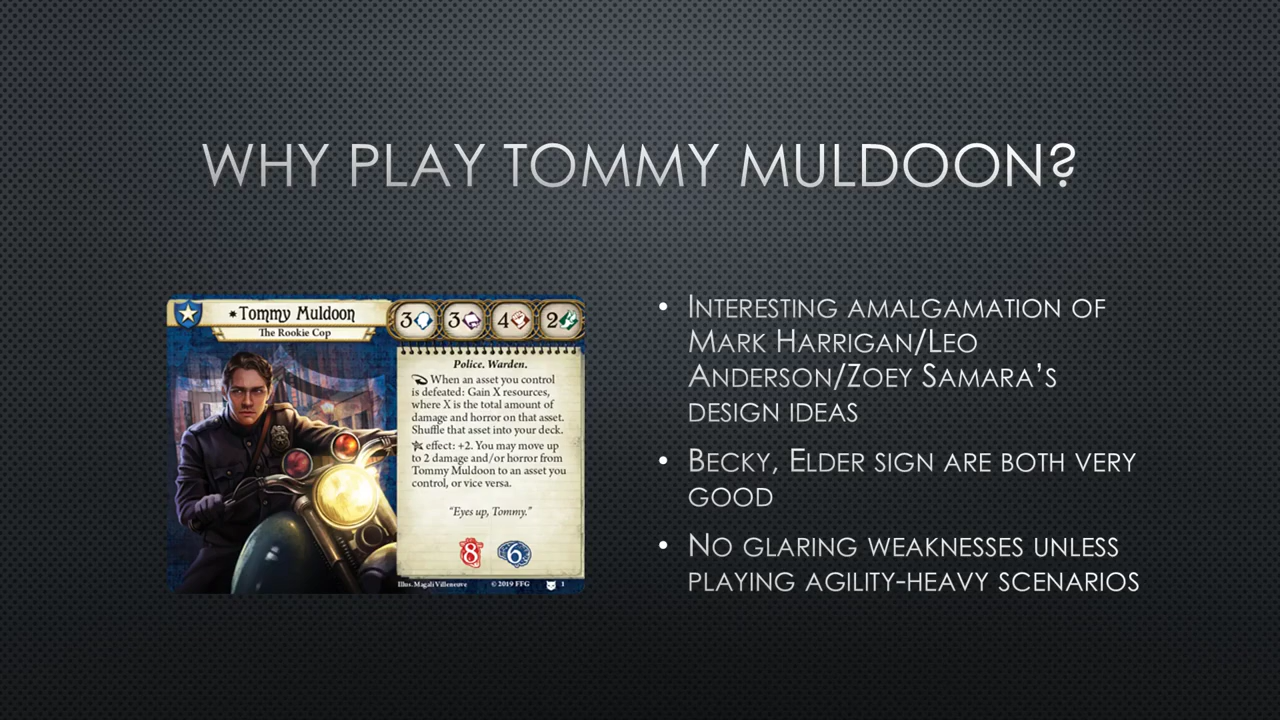 WHY PLAY TOMMY MULDOON?
Tommy Muldoon
The Rookie Cop
3 3 4 2
Police. Warden.
When an asset you control
is defeated: Gain X resources,
where X is the total amount of
damage and horror on that asset.
Shuffle that asset into your deck.
effect: +2. You may move up
to 2 damage and/or horror from
Tommy Muldoon to an asset you
control, or vice versa.
“Eyes up, Tommy.”
8 6
Illus. Magali Villeneuve © 2019 FFG 1
• INTERESTING AMALGAMATION OF
MARK HARRIGAN/LEO
ANDERSON/ZOEY SAMARA’S
DESIGN IDEAS
• BECKY, ELDER SIGN ARE BOTH VERY
GOOD
• NO GLARING WEAKNESSES UNLESS
PLAYING AGILITY-HEAVY SCENARIOS